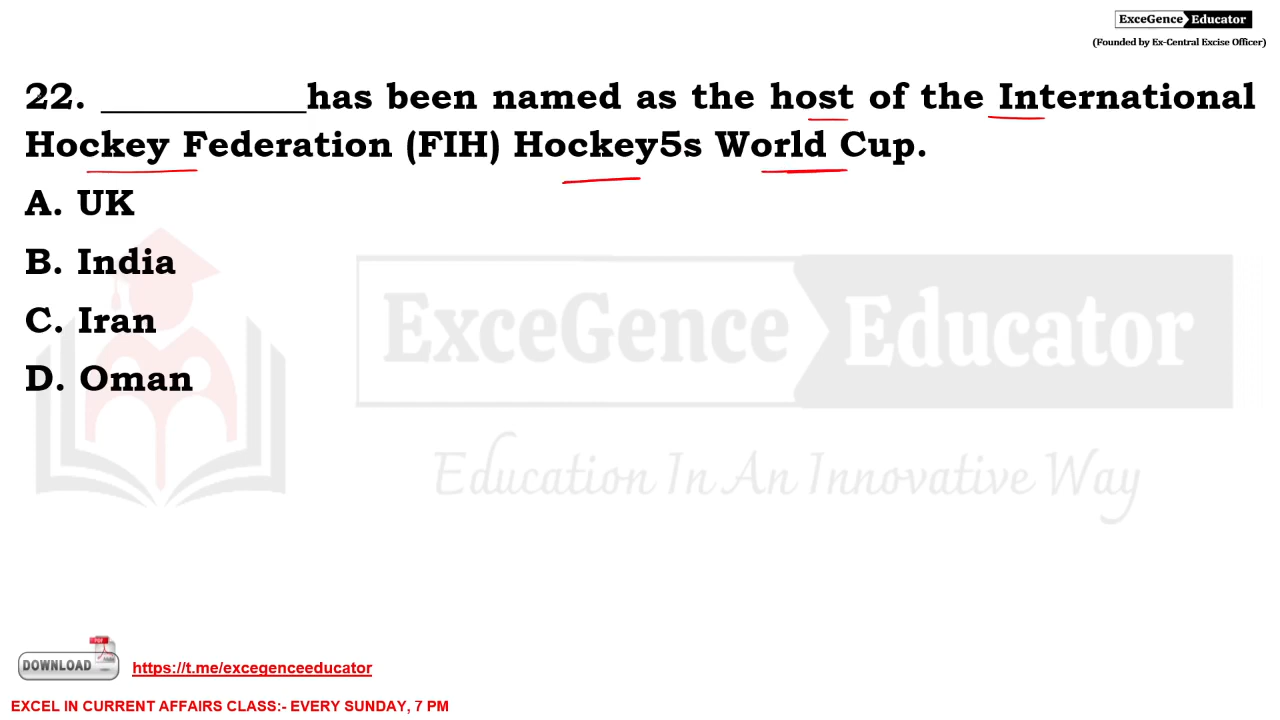 ExceGence Educator
(Founded by Ex-Central Excise Officer)
22. ___________has been named as the host of the International
Hockey Federation (FIH) Hockey5s World Cup.
A. UK
B. India
C. Iran
D. Oman
ExceGence Educator
Education In An Innovative Way
PDF
DOWNLOAD
https://t.me/excegenceeducator
EXCEL IN CURRENT AFFAIRS CLASS:- EVERY SUNDAY, 7 PM